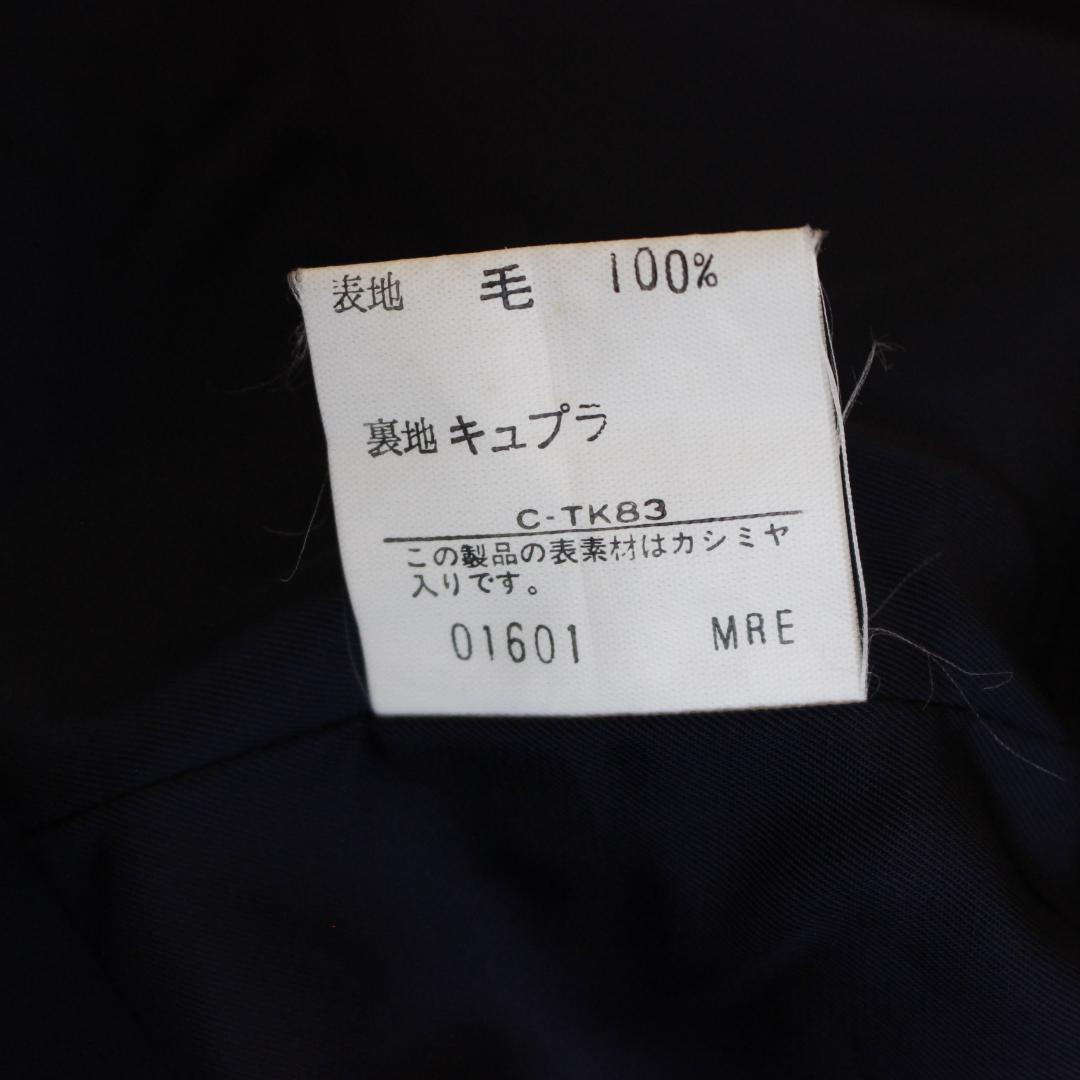 表地 毛 100%
裏地 キュプラ
C-TK83
この製品の表素材はカシミヤ
入りです。
01601 MRE